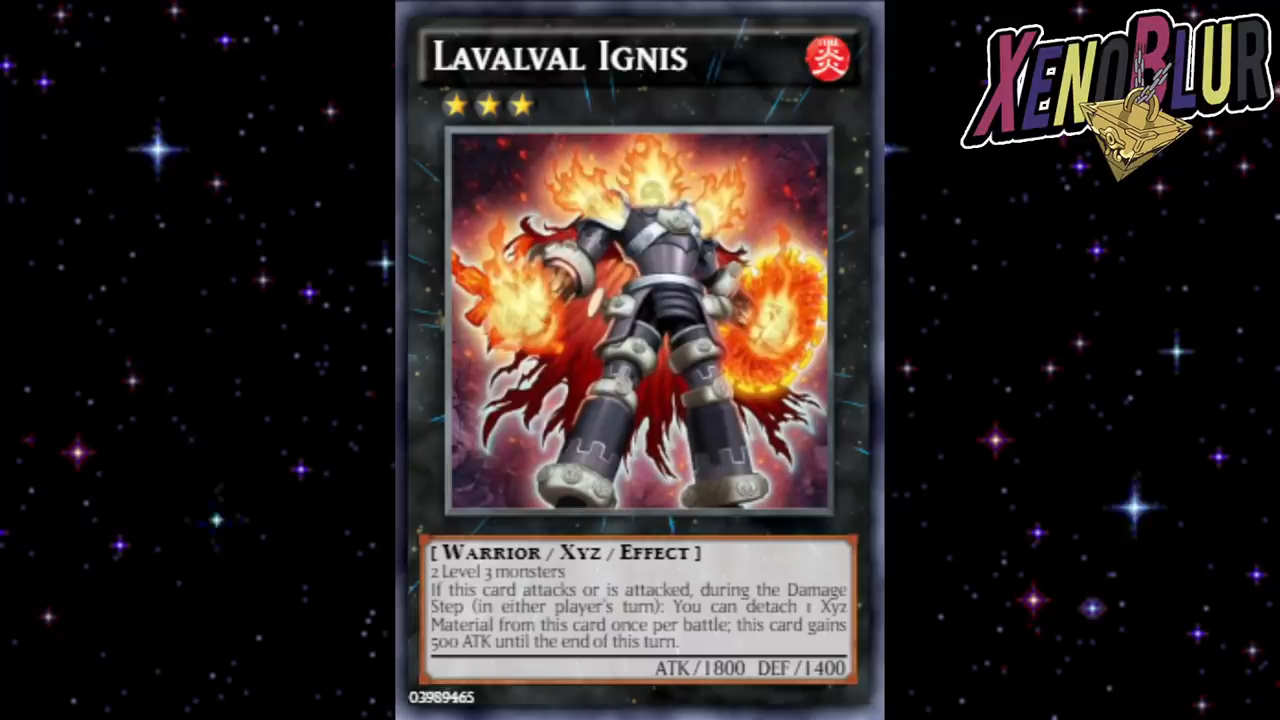 XENOBLUR
LAVALVAL IGNIS
FIRE
炎
[ WARRIOR / XYZ / EFFECT ]
2 Level 3 monsters
If this card attacks or is attacked, during the Damage
Step (in either player's turn): You can detach 1 Xyz
Material from this card once per battle; this card gains
500 ATK until the end of this turn.
ATK/1800 DEF/1400
03989465